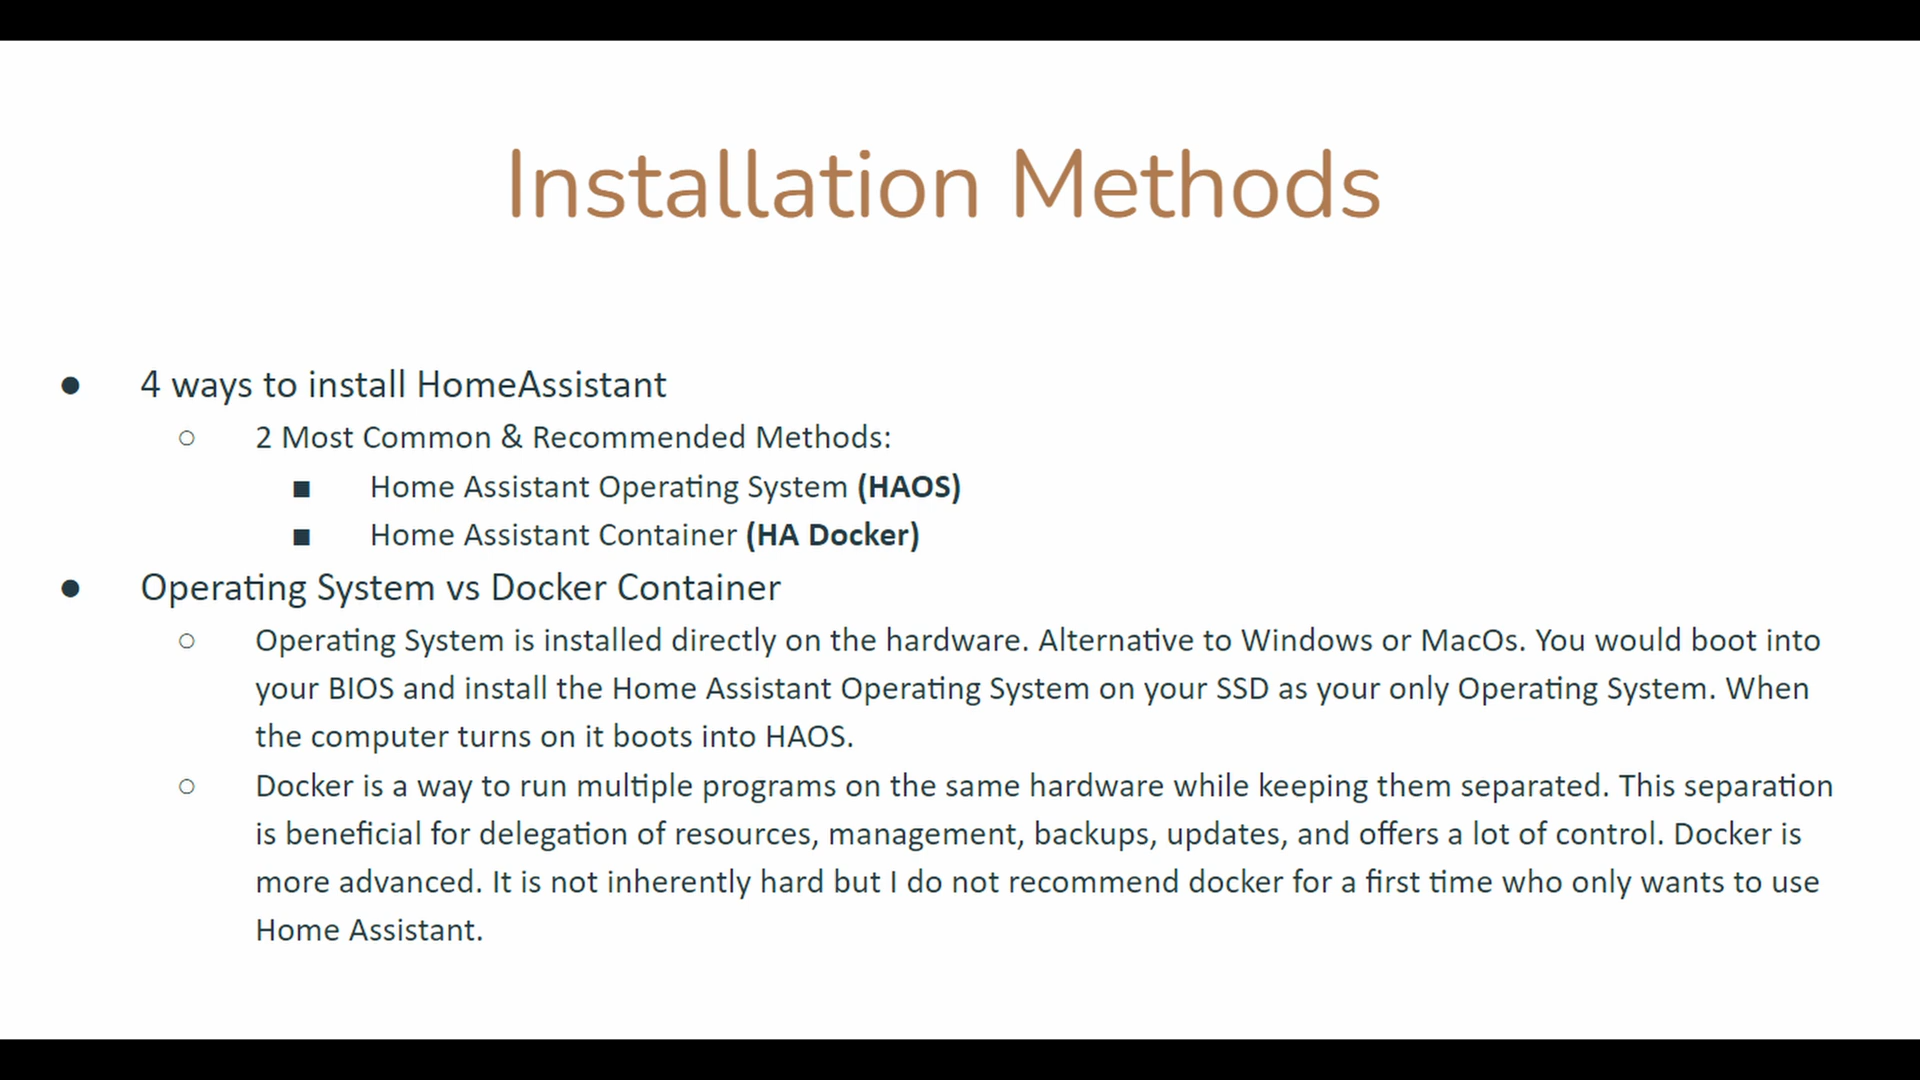 Installation Methods
● 4 ways to install HomeAssistant
○ 2 Most Common & Recommended Methods:
■ Home Assistant Operating System (HAOS)
■ Home Assistant Container (HA Docker)
● Operating System vs Docker Container
○ Operating System is installed directly on the hardware. Alternative to Windows or MacOs. You would boot into
your BIOS and install the Home Assistant Operating System on your SSD as your only Operating System. When
the computer turns on it boots into HAOS.
○ Docker is a way to run multiple programs on the same hardware while keeping them separated. This separation
is beneficial for delegation of resources, management, backups, updates, and offers a lot of control. Docker is
more advanced. It is not inherently hard but I do not recommend docker for a first time who only wants to use
Home Assistant.